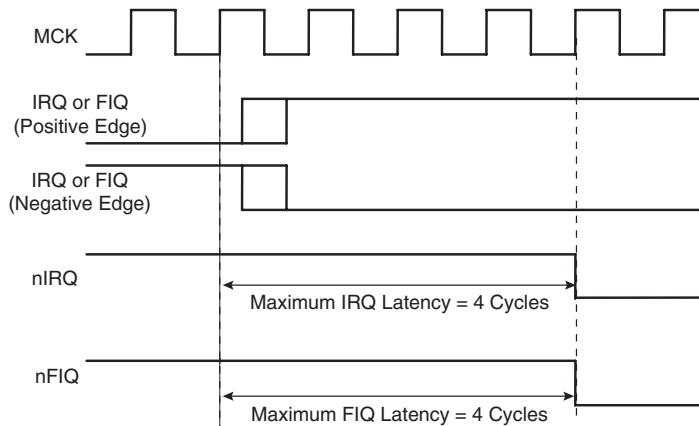 MCK
IRQ or FIQ
(Positive Edge)
IRQ or FIQ
(Negative Edge)
nIRQ
Maximum IRQ Latency = 4 Cycles
nFIQ
Maximum FIQ Latency = 4 Cycles